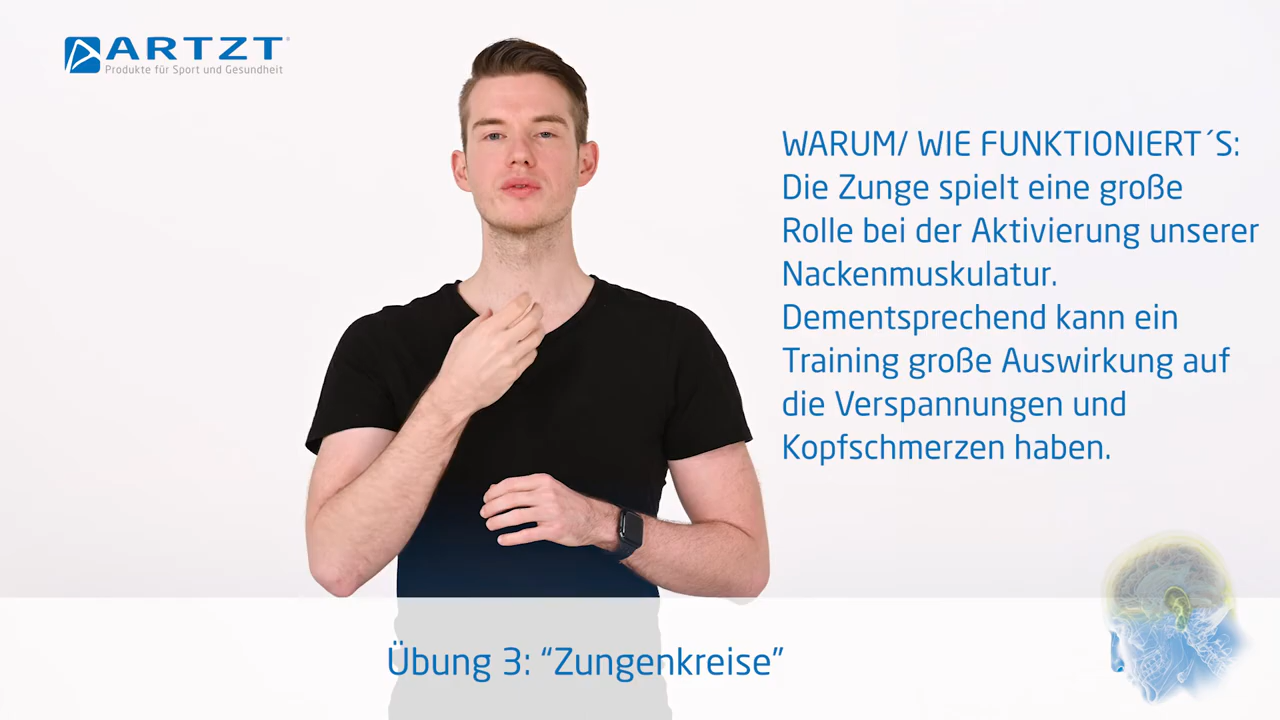 ARTZT
Produkte für Sport und Gesundheit
WARUM/ WIE FUNKTIONIERT´S:
Die Zunge spielt eine große
Rolle bei der Aktivierung unserer
Nackenmuskulatur.
Dementsprechend kann ein
Training große Auswirkung auf
die Verspannungen und
Kopfschmerzen haben.
Übung 3: “Zungenkreise”